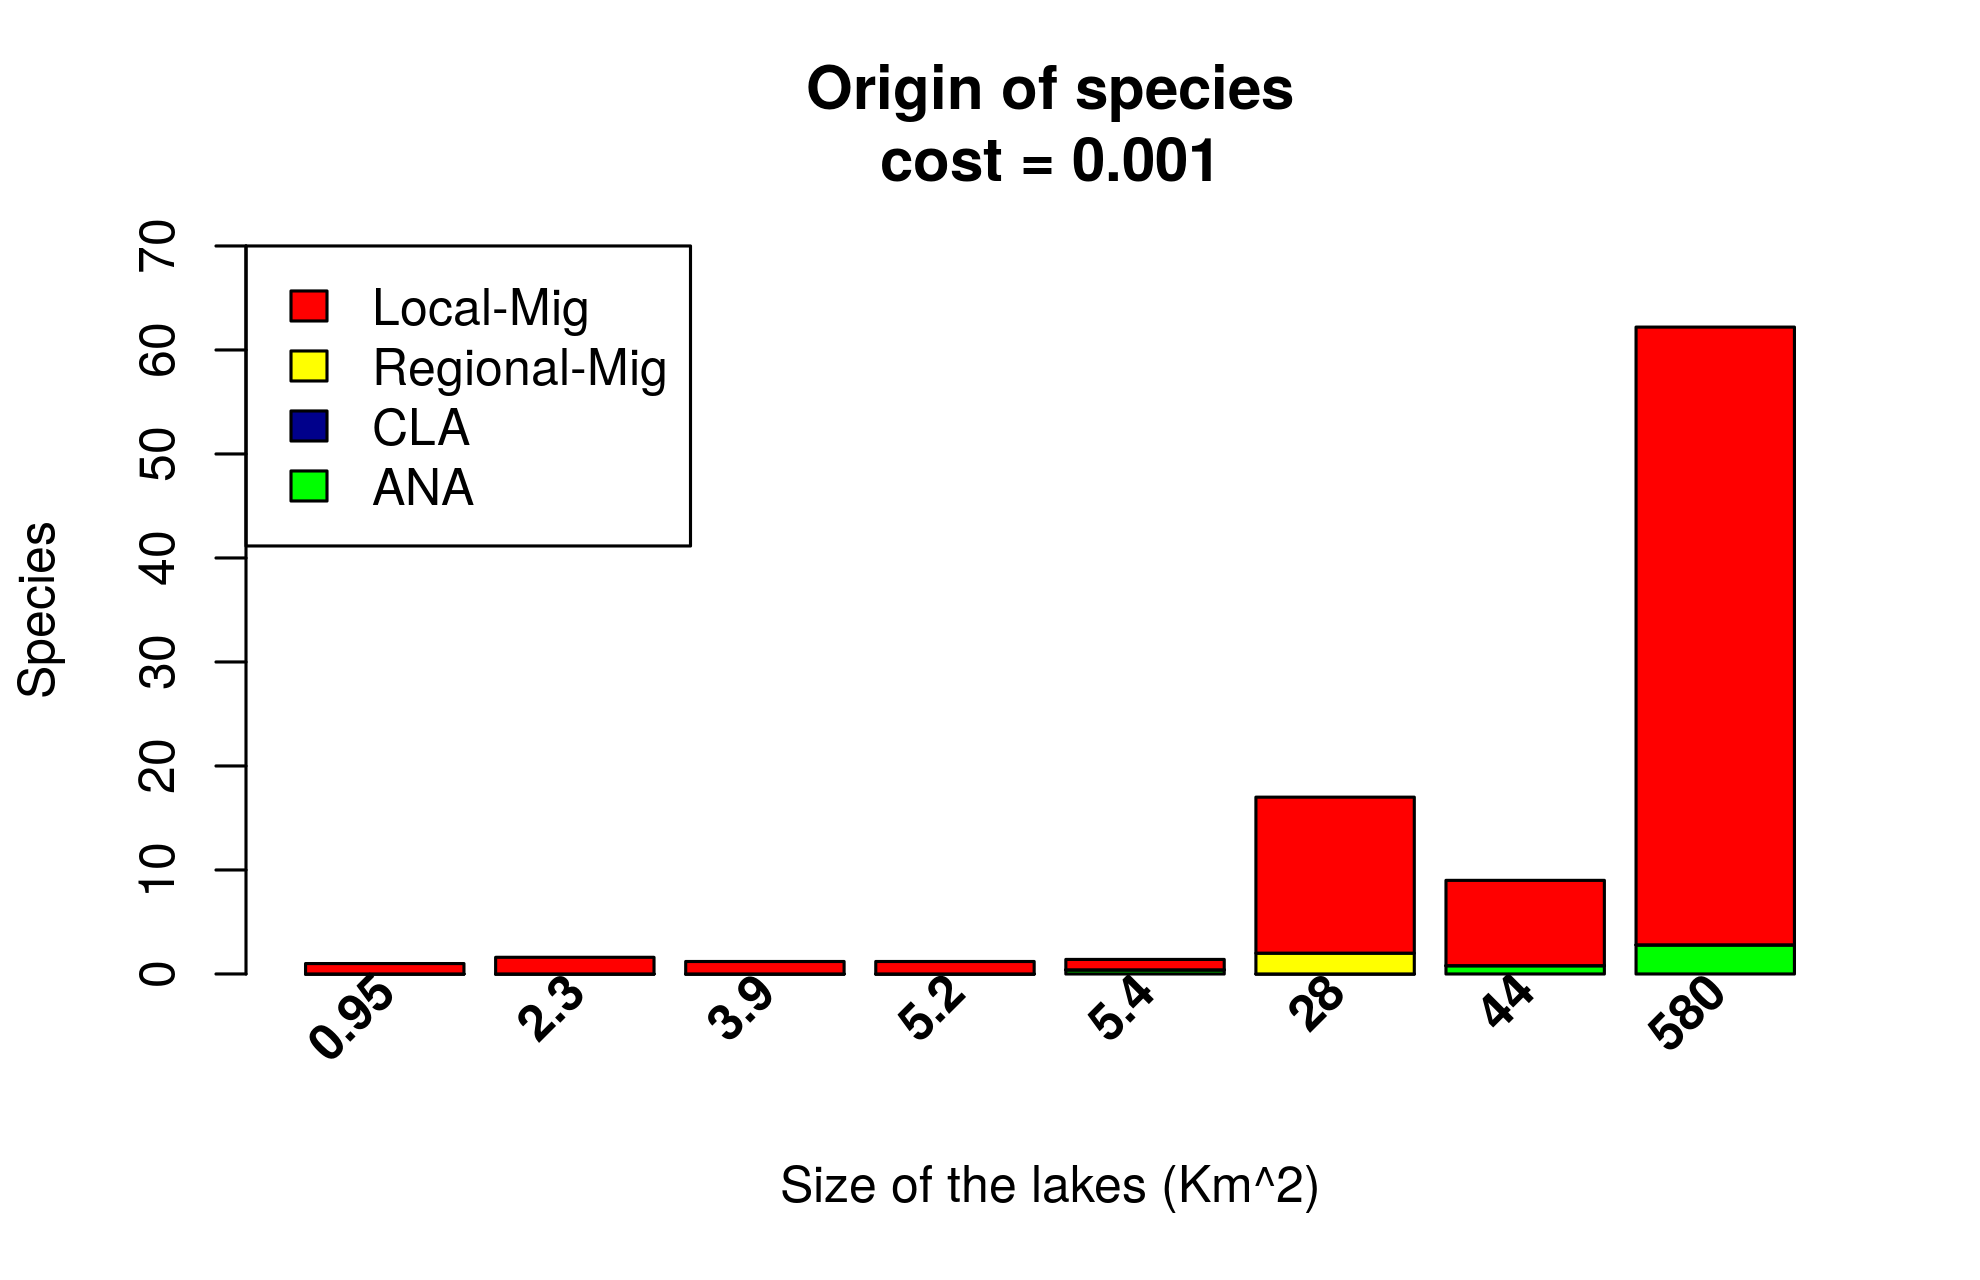 Origin of species
cost = 0.001
70
60
50
40
30
20
10
0
Species
Local-Mig
Regional-Mig
CLA
ANA
0.95
2.3
3.9
5.2
5.4
28
44
580
Size of the lakes (Km^2)